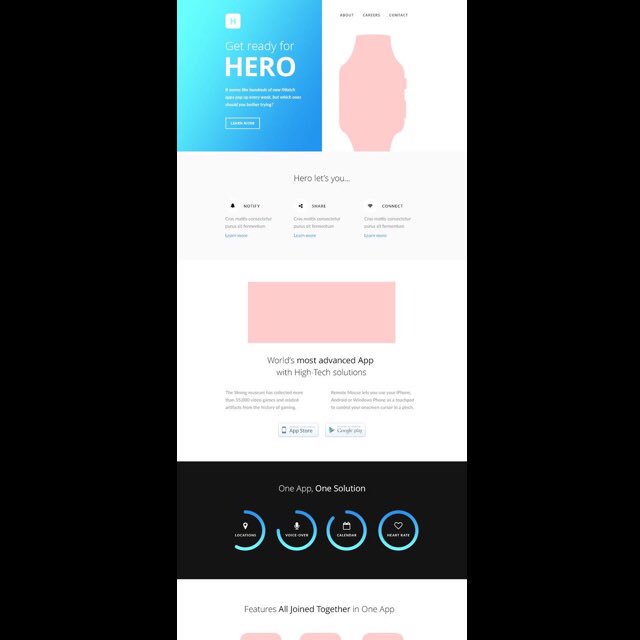 H
ABOUT CAREERS CONTACT
Get ready for
HERO
It seems like hundreds of new iWatch
apps pop up every week, but which ones
should you bother trying?
LEARN MORE
Hero let's you...
NOTIFY
Cras mattis consectetur
purus sit fermentum
Learn more
SHARE
Cras mattis consectetur
purus sit fermentum
Learn more
CONNECT
Cras mattis consectetur
purus sit fermentum
Learn more
World's most advanced App
with High-Tech solutions
The Strong museum has collected more
than 55,000 video games and related
artifacts from the history of gaming.
Remote Mouse lets you use your iPhone,
Android or Windows Phone as a touchpad
to control your onscreen cursor in a pinch.
App Store
Google play
One App, One Solution
LOCATIONS
VOICE-OVER
CALENDAR
HEART RATE
Features All Joined Together in One App